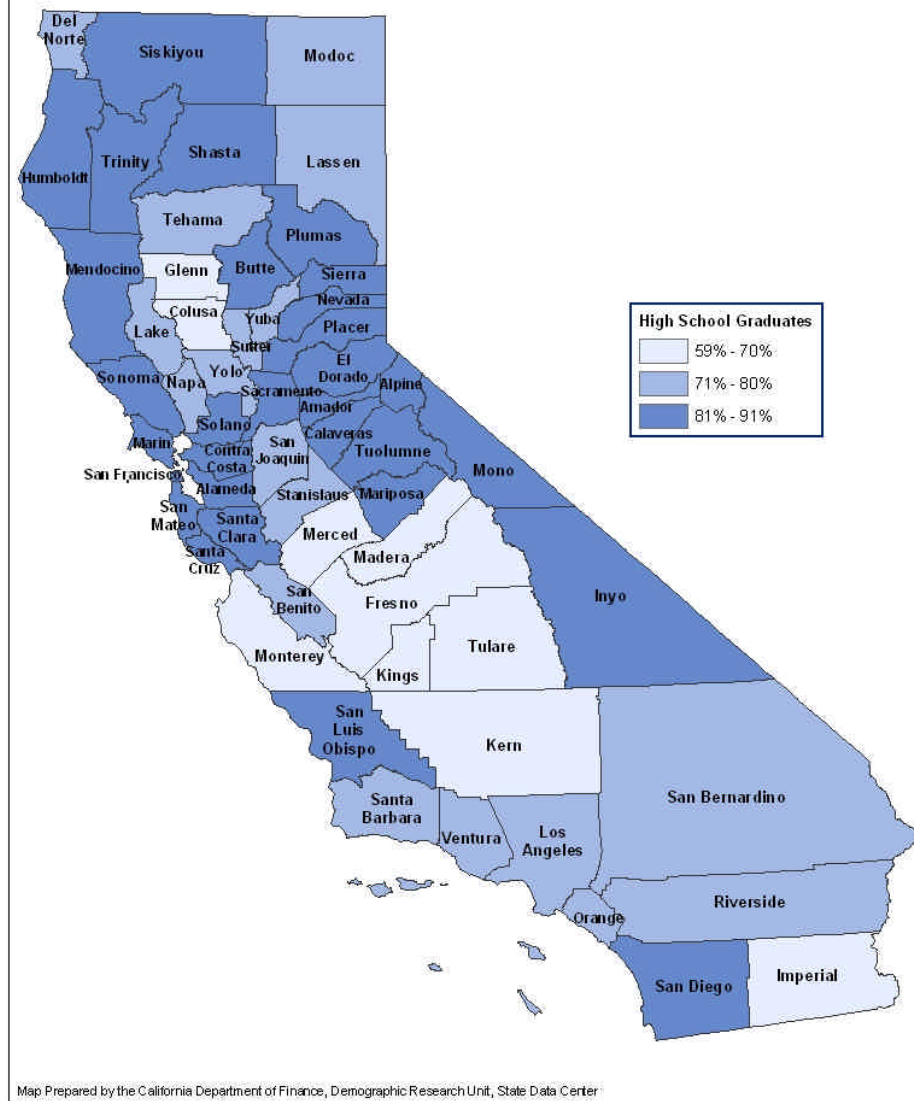 Del
Norte
Siskiyou
Modoc
Humboldt
Trinity
Shasta
Lassen
Tehama
Plumas
Mendocino
Glenn
Butte
Sierra
Nevada
Colusa
Yuba
Placer
Lake
Sutter
El
Dorado
Sonoma
Napa
Yolo
Sacramento
Alpine
Amador
Solano
Calaveras
Marin
Contra
Costa
San
Joaquin
Tuolumne
San Francisco
Alameda
Mono
Stanislaus
Mariposa
San
Mateo
Santa
Clara
Merced
Santa
Cruz
Madera
San
Benito
Fresno
Inyo
Monterey
Kings
Tulare
San
Luis
Obispo
Kern
Santa
Barbara
Ventura
Los
Angeles
San Bernardino
Orange
Riverside
San Diego
Imperial
High School Graduates
59% - 70%
71% - 80%
81% - 91%
Map Prepared by the California Department of Finance, Demographic Research Unit, State Data Center